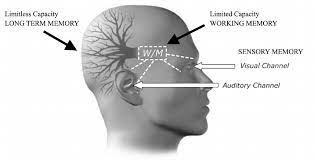 Limitless Capacity
LONG TERM MEMORY
Limited Capacity
WORKING MEMORY
W/M
SENSORY MEMORY
Visual Channel
Auditory Channel